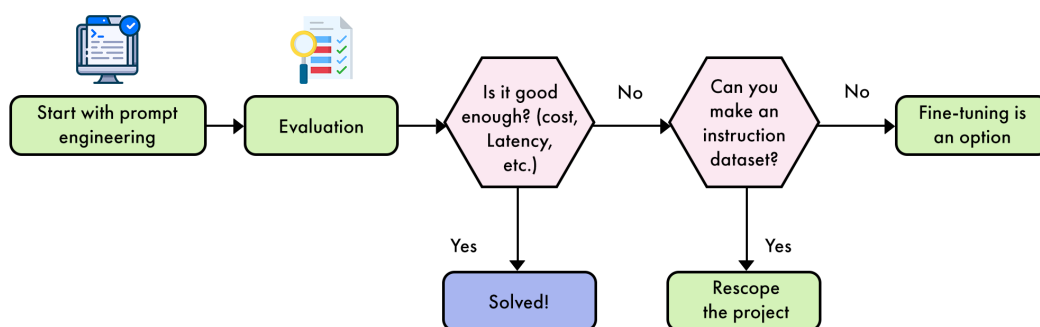 Start with prompt
engineering
Evaluation
Is it good
enough? (cost,
Latency,
etc.)
No
Can you
make an
instruction
dataset?
No
Fine-tuning is
an option
Yes
Solved!
Yes
Rescope
the project